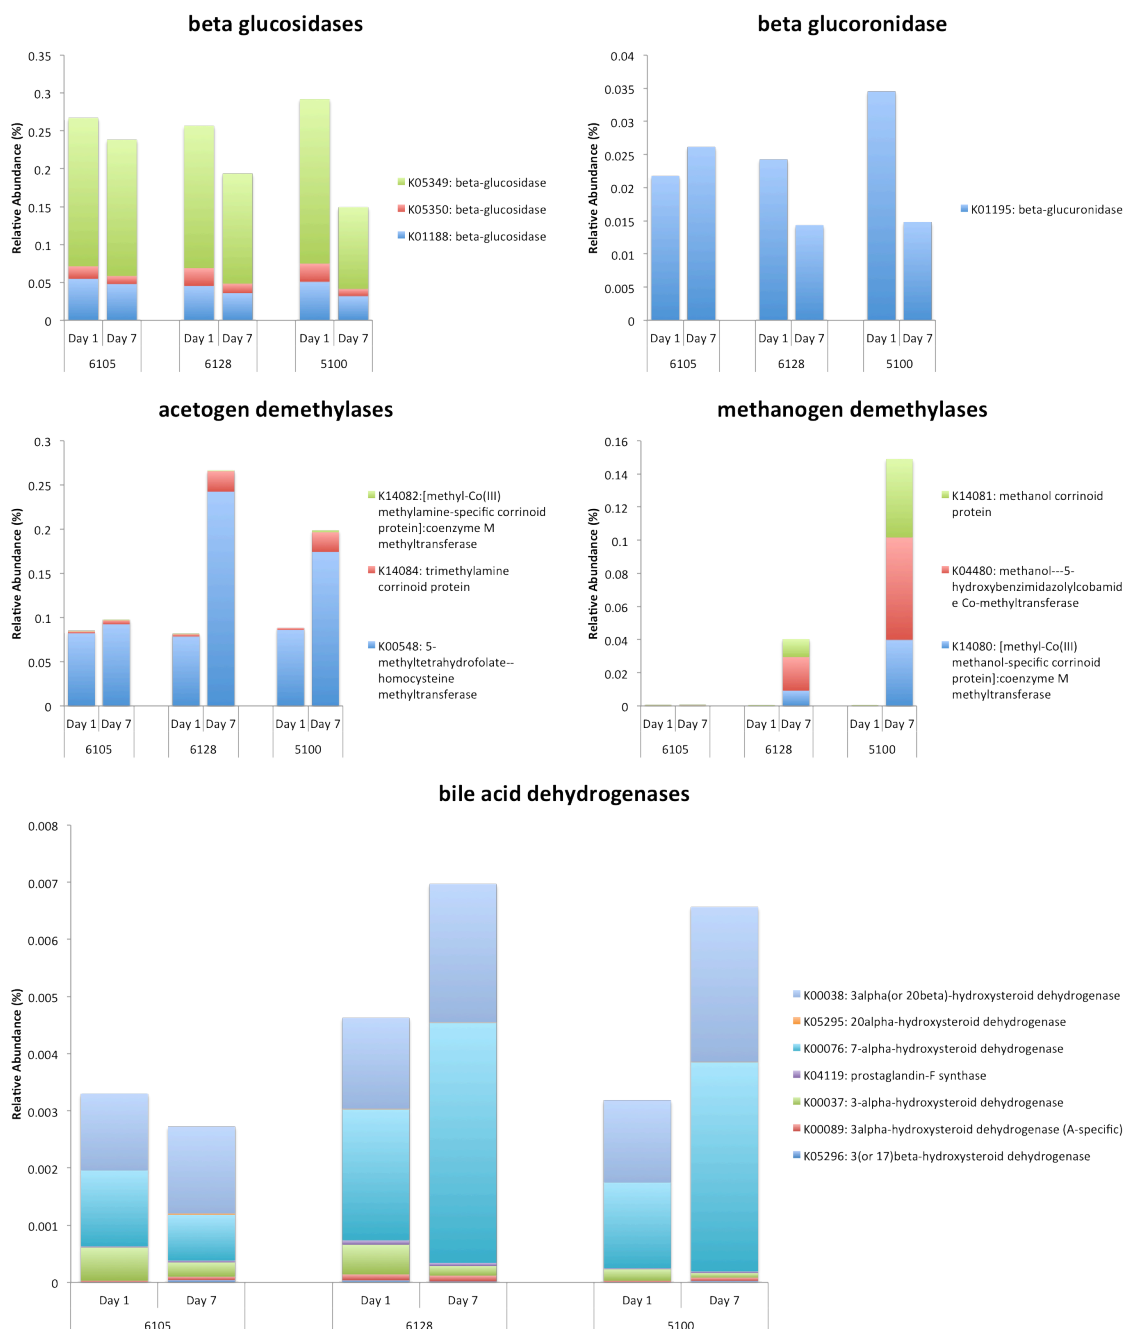 beta glucosidases
0.35
0.3
0.25
0.2
0.15
0.1
0.05
0
Relative Abundance (%)
Day 1 Day 7 Day 1 Day 7 Day 1 Day 7
6105 6128 5100
K05349: beta-glucosidase
K05350: beta-glucosidase
K01188: beta-glucosidase
beta glucoronidase
0.04
0.035
0.03
0.025
0.02
0.015
0.01
0.005
0
Relative Abundance (%)
Day 1 Day 7 Day 1 Day 7 Day 1 Day 7
6105 6128 5100
K01195: beta-glucuronidase
acetogen demethylases
0.3
0.25
0.2
0.15
0.1
0.05
0
Relative Abundance (%)
Day 1 Day 7 Day 1 Day 7 Day 1 Day 7
6105 6128 5100
K14082:[methyl-Co(III)
methylamine-specific corrinoid
protein]:coenzyme M
methyltransferase
K14084: trimethylamine
corrinoid protein
K00548: 5-
methyltetrahydrofolate--
homocysteine
methyltransferase
methanogen demethylases
0.16
0.14
0.12
0.1
0.08
0.06
0.04
0.02
0
Relative Abundance (%)
Day 1 Day 7 Day 1 Day 7 Day 1 Day 7
6105 6128 5100
K14081: methanol corrinoid
protein
K04480: methanol---5-
hydroxybenzimidazolylcobamid
e Co-methyltransferase
K14080: [methyl-Co(III)
methanol-specific corrinoid
protein]:coenzyme M
methyltransferase
bile acid dehydrogenases
0.008
0.007
0.006
0.005
0.004
0.003
0.002
0.001
0
Relative Abundance (%)
Day 1 Day 7 Day 1 Day 7 Day 1 Day 7
6105 6128 5100
K00038: 3alpha(or 20beta)-hydroxysteroid dehydrogenase
K05295: 20alpha-hydroxysteroid dehydrogenase
K00076: 7-alpha-hydroxysteroid dehydrogenase
K04119: prostaglandin-F synthase
K00037: 3-alpha-hydroxysteroid dehydrogenase
K00089: 3alpha-hydroxysteroid dehydrogenase (A-specific)
K05296: 3(or 17)beta-hydroxysteroid dehydrogenase